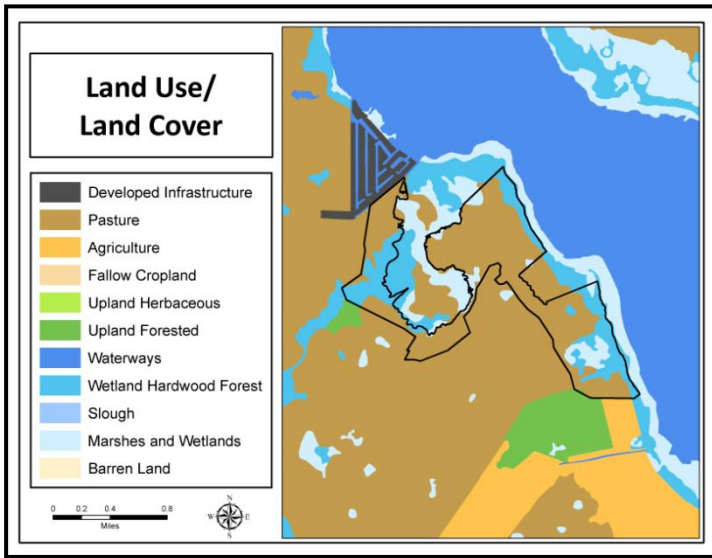 Land Use/
Land Cover
Developed Infrastructure
Pasture
Agriculture
Fallow Cropland
Upland Herbaceous
Upland Forested
Waterways
Wetland Hardwood Forest
Slough
Marshes and Wetlands
Barren Land
0 0.2 0.4 0.8
Miles
N
W E
S